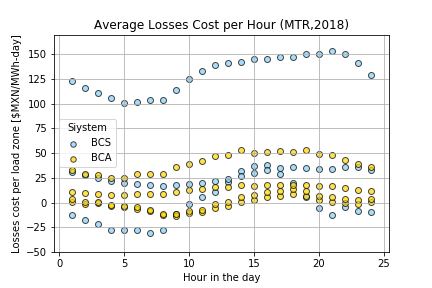 Average Losses Cost per Hour (MTR,2018)
Losses cost per load zone [$MXN/MWh-day]
150
125
100
75
50
25
0
−25
−50
Siystem
BCS
BCA
0 5 10 15 20 25
Hour in the day